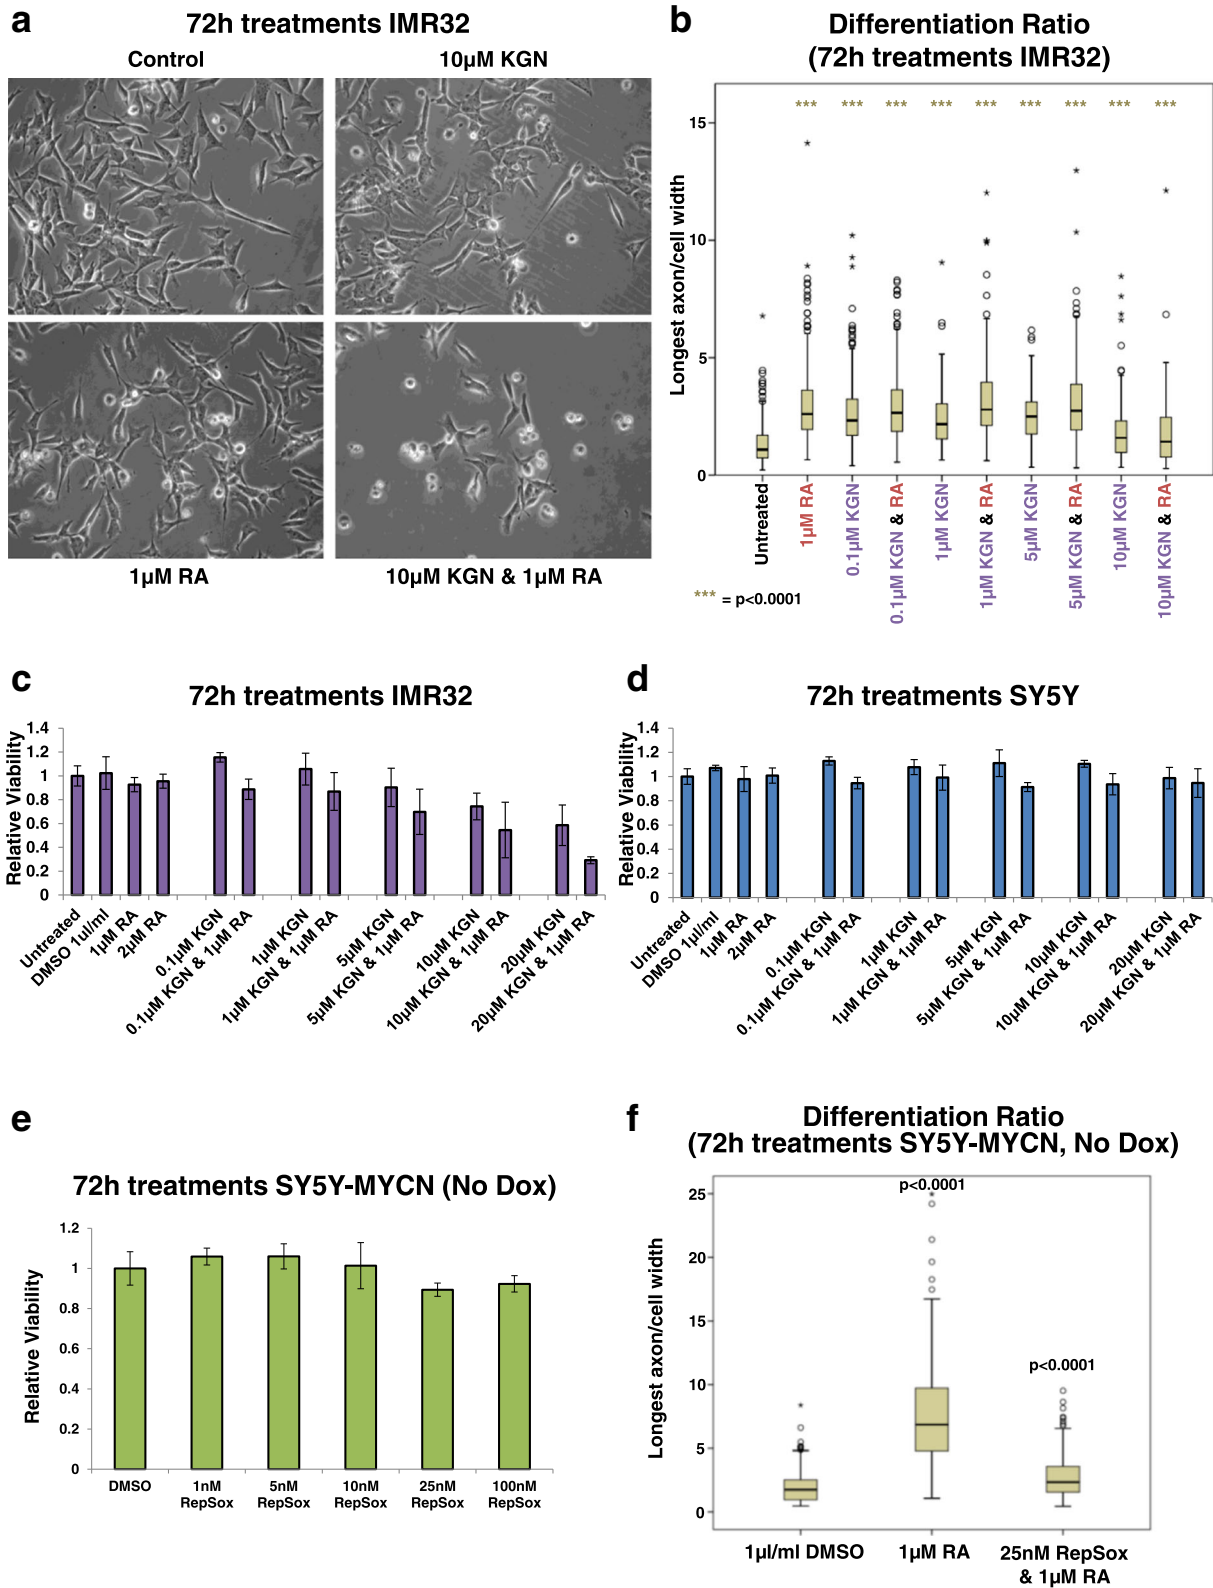 a
72h treatments IMR32
Control
10µM KGN
1µM RA
10µM KGN & 1µM RA
b
Differentiation Ratio
(72h treatments IMR32)
Longest axon/cell width
15
10
5
0
*** *** *** *** *** *** *** *** ***
Untreated
1µM RA
0.1µM KGN
0.1µM KGN & RA
1µM KGN
1µM KGN & RA
5µM KGN
5µM KGN & RA
10µM KGN
10µM KGN & RA
*** = p<0.0001
c
72h treatments IMR32
Relative Viability
1.4
1.2
1
0.8
0.6
0.4
0.2
0
Untreated
DMSO 1µl/ml
1µM RA
2µM RA
0.1µM KGN
0.1µM KGN & 1µM RA
1µM KGN
1µM KGN & 1µM RA
5µM KGN
5µM KGN & 1µM RA
10µM KGN
10µM KGN & 1µM RA
20µM KGN
20µM KGN & 1µM RA
d
72h treatments SY5Y
Relative Viability
1.4
1.2
1
0.8
0.6
0.4
0.2
0
Untreated
DMSO 1µl/ml
1µM RA
2µM RA
0.1µM KGN
0.1µM KGN & 1µM RA
1µM KGN
1µM KGN & 1µM RA
5µM KGN
5µM KGN & 1µM RA
10µM KGN
10µM KGN & 1µM RA
20µM KGN
20µM KGN & 1µM RA
e
72h treatments SY5Y-MYCN (No Dox)
Relative Viability
1.2
1
0.8
0.6
0.4
0.2
0
DMSO
1nM
RepSox
5nM
RepSox
10nM
RepSox
25nM
RepSox
100nM
RepSox
f
Differentiation Ratio
(72h treatments SY5Y-MYCN, No Dox)
Longest axon/cell width
25
20
15
10
5
0
p<0.0001
p<0.0001
1µl/ml DMSO
1µM RA
25nM RepSox
& 1µM RA